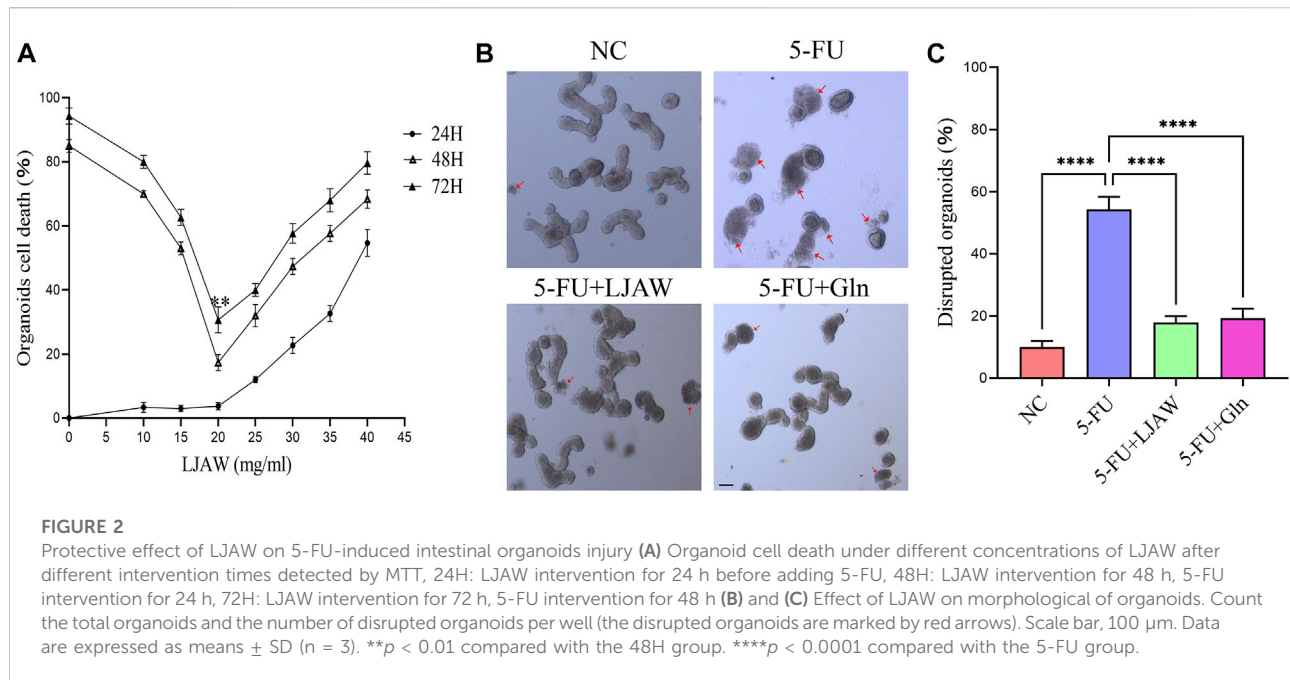 A
Organoids cell death (%)
100
80
60
40
20
0
**
0 5 10 15 20 25 30 35 40 45
LJAW (mg/ml)
24H
48H
72H
B
NC
5-FU
5-FU+LJAW
5-FU+Gln
C
Disrupted organoids (%)
100
80
60
40
20
0
****
**** ****
NC
5-FU
5-FU+LJAW
5-FU+Gln
FIGURE 2
Protective effect of LJAW on 5-FU-induced intestinal organoids injury (A) Organoid cell death under different concentrations of LJAW after
different intervention times detected by MTT, 24H: LJAW intervention for 24 h before adding 5-FU, 48H: LJAW intervention for 48 h, 5-FU
intervention for 24 h, 72H: LJAW intervention for 72 h, 5-FU intervention for 48 h (B) and (C) Effect of LJAW on morphological of organoids. Count
the total organoids and the number of disrupted organoids per well (the disrupted organoids are marked by red arrows). Scale bar, 100 μm. Data
are expressed as means ± SD (n = 3). **p < 0.01 compared with the 48H group. ****p < 0.0001 compared with the 5-FU group.